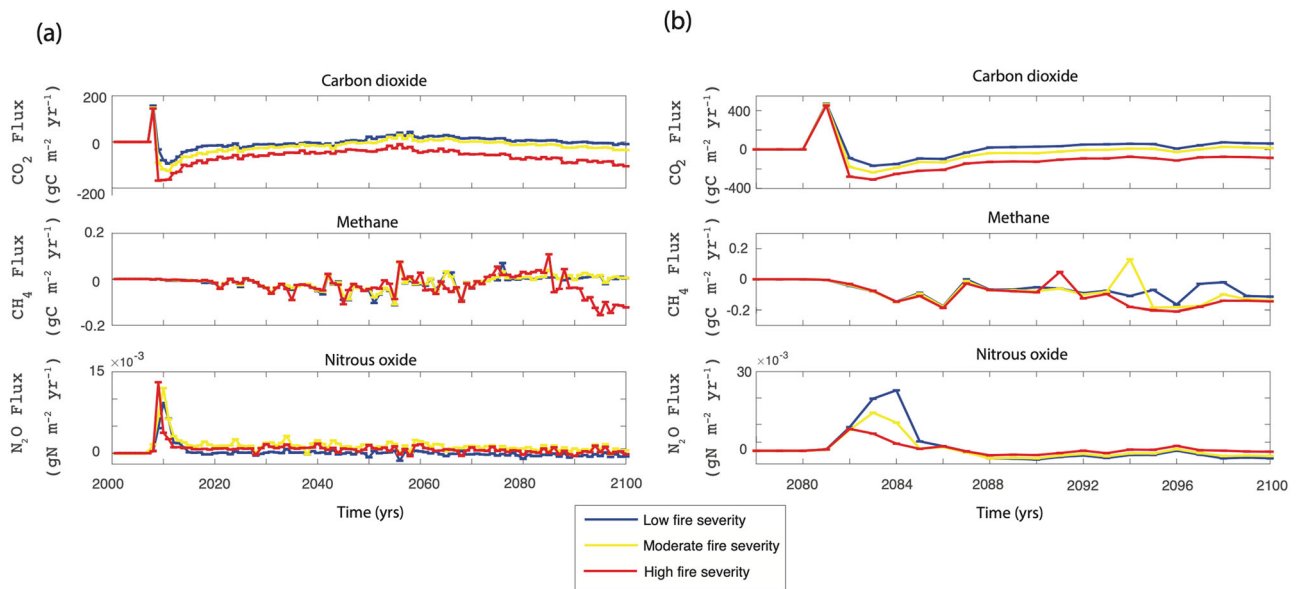 (a)
Carbon dioxide
CO₂ Flux
(gC m⁻² yr⁻¹)
200
0
-200
Methane
CH₄ Flux
(gC m⁻² yr⁻¹)
0.2
0
-0.2
Nitrous oxide
N₂O Flux
(gN m⁻² yr⁻¹)
×10⁻³
15
0
2000 2020 2040 2060 2080 2100
Time (yrs)
(b)
Carbon dioxide
CO₂ Flux
(gC m⁻² yr⁻¹)
400
0
-400
Methane
CH₄ Flux
(gC m⁻² yr⁻¹)
0.2
0
-0.2
Nitrous oxide
N₂O Flux
(gN m⁻² yr⁻¹)
×10⁻³
30
0
2080 2084 2088 2092 2096 2100
Time (yrs)
Low fire severity
Moderate fire severity
High fire severity